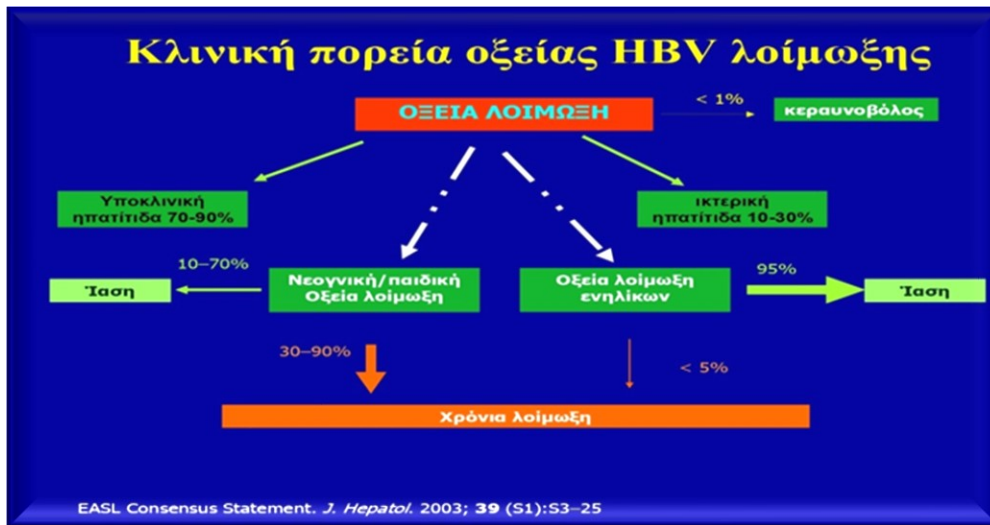 Κλινική πορεία οξείας HBV λοίμωξης
ΟΞΕΙΑ ΛΟΙΜΩΞΗ
< 1%
κεραυνοβόλος
Υποκλινική
ηπατίτιδα 70-90%
ικτερική
ηπατίτιδα 10-30%
Ίαση
10–70%
Νεογνική/παιδική
Οξεία λοίμωξη
Οξεία λοίμωξη
ενηλίκων
95%
Ίαση
30–90%
< 5%
Χρόνια λοίμωξη
EASL Consensus Statement. J. Hepatol. 2003; 39 (S1):S3–25